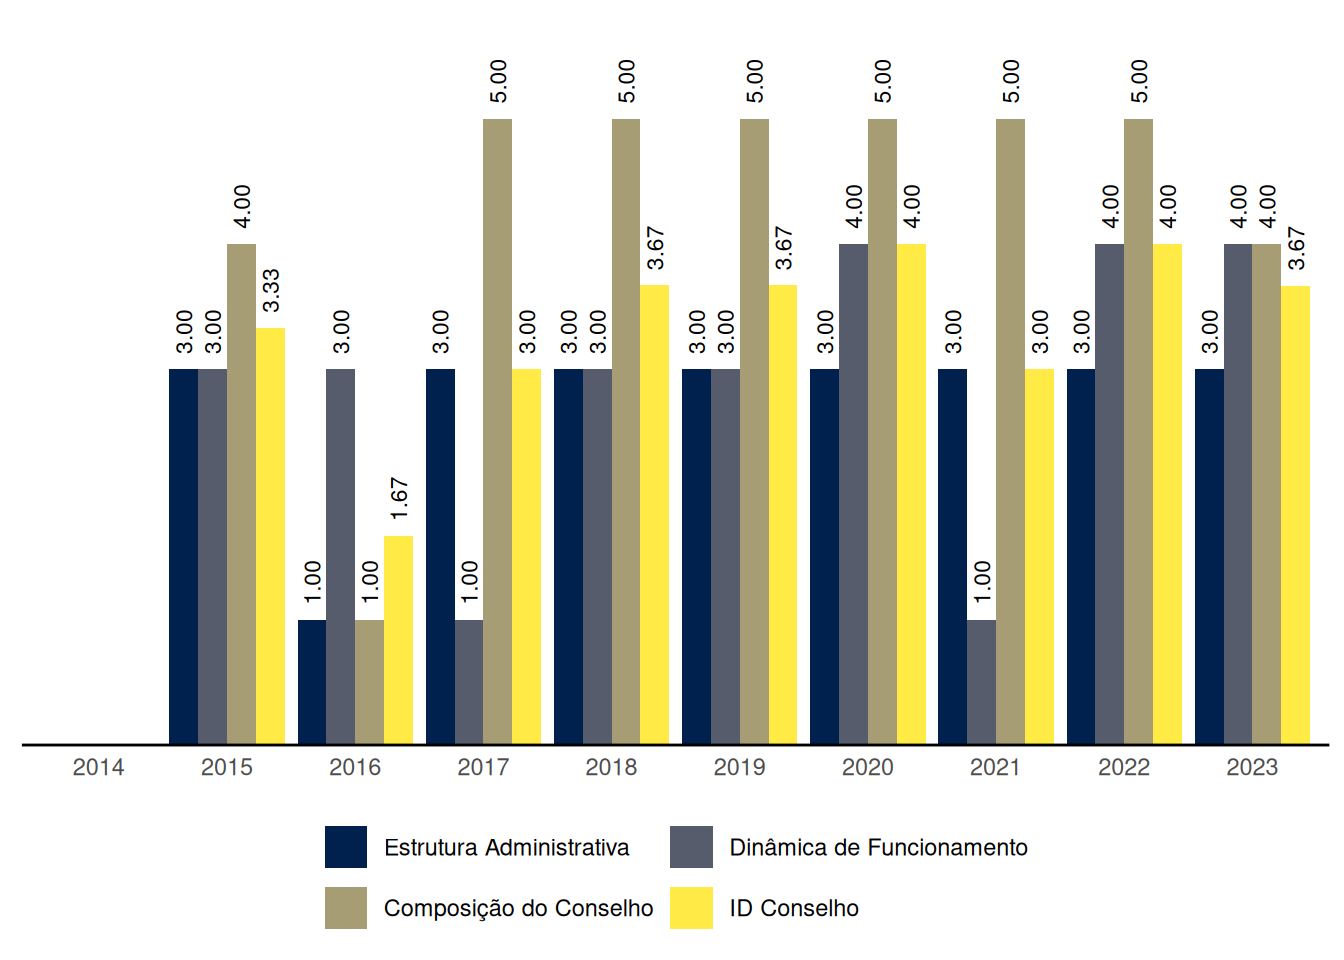 3.00 3.00 4.00 3.33
1.00 3.00 1.00 1.67
3.00 1.00 5.00 3.00
3.00 3.00 5.00 3.67
3.00 3.00 5.00 3.67
3.00 4.00 5.00 4.00
3.00 1.00 5.00 3.00
3.00 4.00 5.00 4.00
3.00 4.00 4.00 3.67
2014 2015 2016 2017 2018 2019 2020 2021 2022 2023
Estrutura Administrativa Dinâmica de Funcionamento
Composição do Conselho ID Conselho